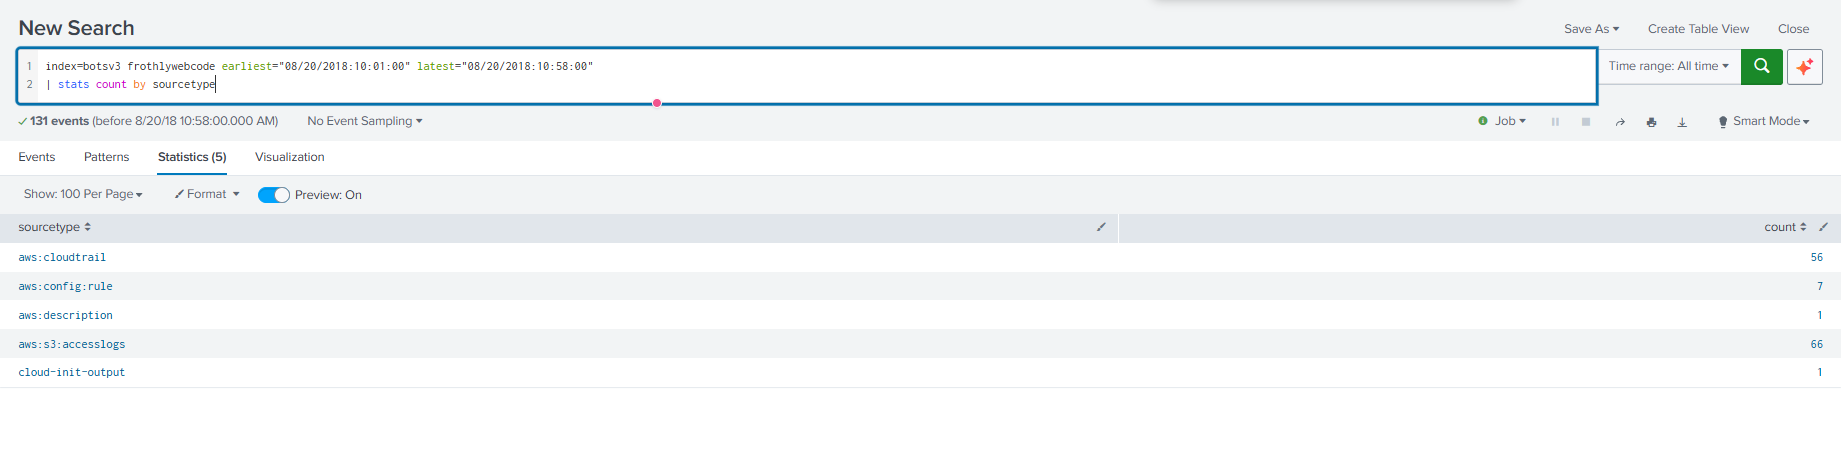 New Search
Save As Create Table View Close
1 index=botsv3 frothlywebcode earliest="08/20/2018:10:01:00" latest="08/20/2018:10:58:00"
2 | stats count by sourcetype
Time range: All time
131 events (before 8/20/18 10:58:00.000 AM) No Event Sampling Job Smart Mode
Events Patterns Statistics (5) Visualization
Show: 100 Per Page Format Preview: On
sourcetype count
aws:cloudtrail 56
aws:config:rule 7
aws:description 1
aws:s3:accesslogs 66
cloud-init-output 1